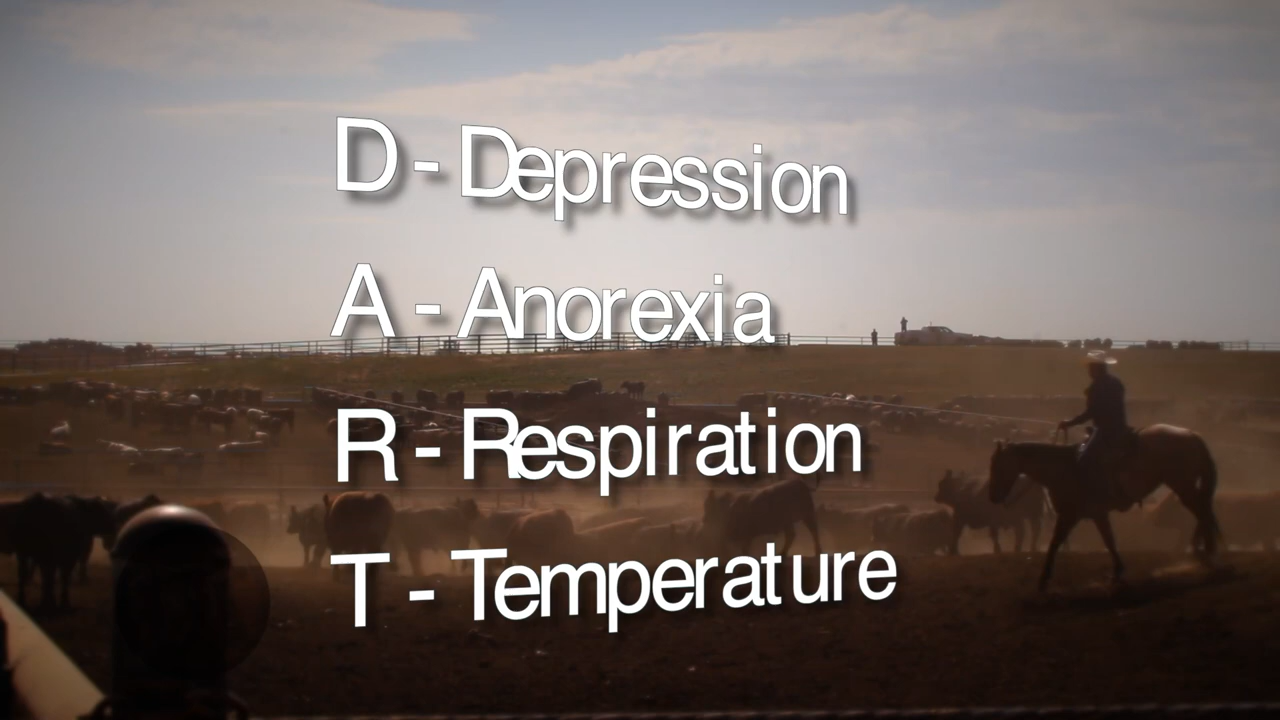 D - Depression
A - Anorexia
R - Respiration
T - Temperature